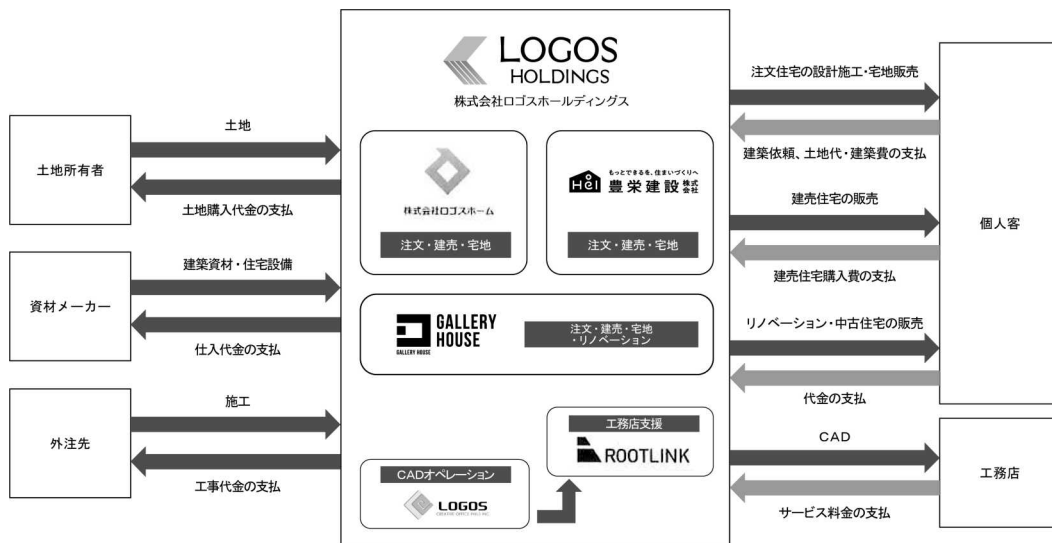 土地所有者
土地
土地購入代金の支払
資材メーカー
建築資材・住宅設備
仕入代金の支払
外注先
施工
工事代金の支払
LOGOS
HOLDINGS
株式会社ロゴスホールディングス
株式会社ロゴスホーム
注文・建売・宅地
HeI
もっとできるを、住まいづくりへ
豊栄建設株式会社
注文・建売・宅地
GALLERY
HOUSE
GALLERY HOUSE
注文・建売・宅地
・リノベーション
工務店支援
ROOTLINK
CADオペレーション
LOGOS
注文住宅の設計施工・宅地販売
建築依頼、土地代・建築費の支払
建売住宅の販売
建売住宅購入費の支払
リノベーション・中古住宅の販売
代金の支払
個人客
CAD
サービス料金の支払
工務店